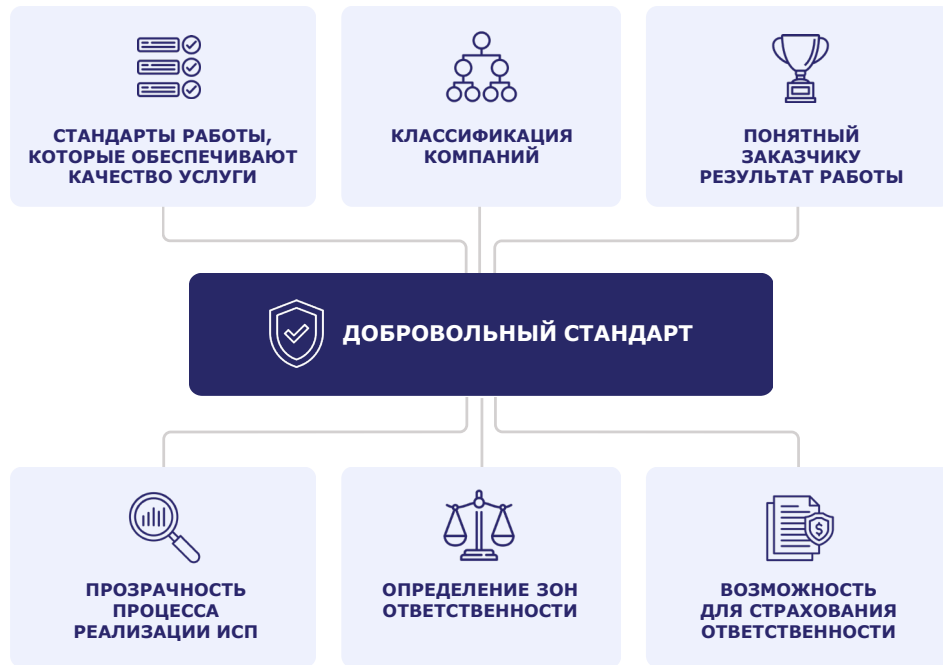 СТАНДАРТЫ РАБОТЫ,
КОТОРЫЕ ОБЕСПЕЧИВАЮТ
КАЧЕСТВО УСЛУГИ
КЛАССИФИКАЦИЯ
КОМПАНИЙ
ПОНЯТНЫЙ
ЗАКАЗЧИКУ
РЕЗУЛЬТАТ РАБОТЫ
ДОБРОВОЛЬНЫЙ СТАНДАРТ
ПРОЗРАЧНОСТЬ
ПРОЦЕССА
РЕАЛИЗАЦИИ ИСП
ОПРЕДЕЛЕНИЕ ЗОН
ОТВЕТСТВЕННОСТИ
$
ВОЗМОЖНОСТЬ
ДЛЯ СТРАХОВАНИЯ
ОТВЕТСТВЕННОСТИ